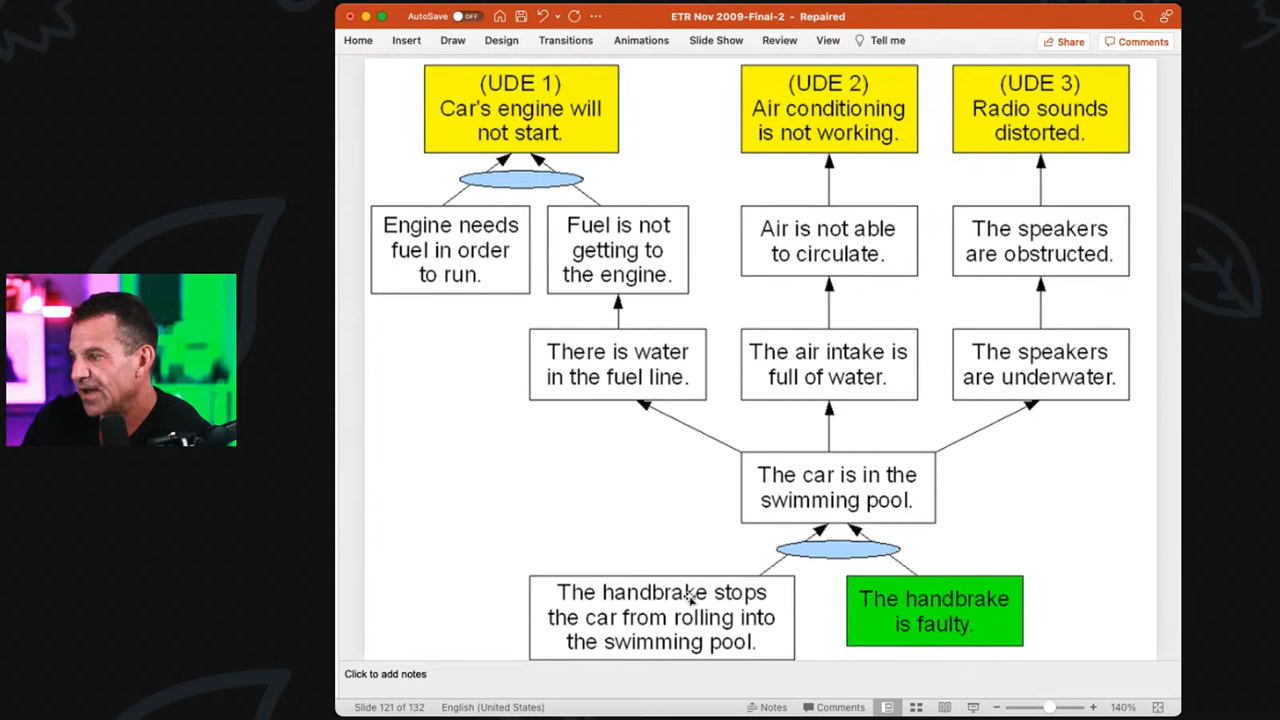 AutoSave OFF
ETR Nov 2009-Final-2 - Repaired
Home Insert Draw Design Transitions Animations Slide Show Review View Tell me Share Comments
(UDE 1)
Car's engine will
not start.
(UDE 2)
Air conditioning
is not working.
(UDE 3)
Radio sounds
distorted.
Engine needs
fuel in order
to run.
Fuel is not
getting to
the engine.
Air is not able
to circulate.
The speakers
are obstructed.
There is water
in the fuel line.
The air intake is
full of water.
The speakers
are underwater.
The car is in the
swimming pool.
The handbrake stops
the car from rolling into
the swimming pool.
The handbrake
is faulty.
Click to add notes
Slide 121 of 132 English (United States) Notes Comments 140%